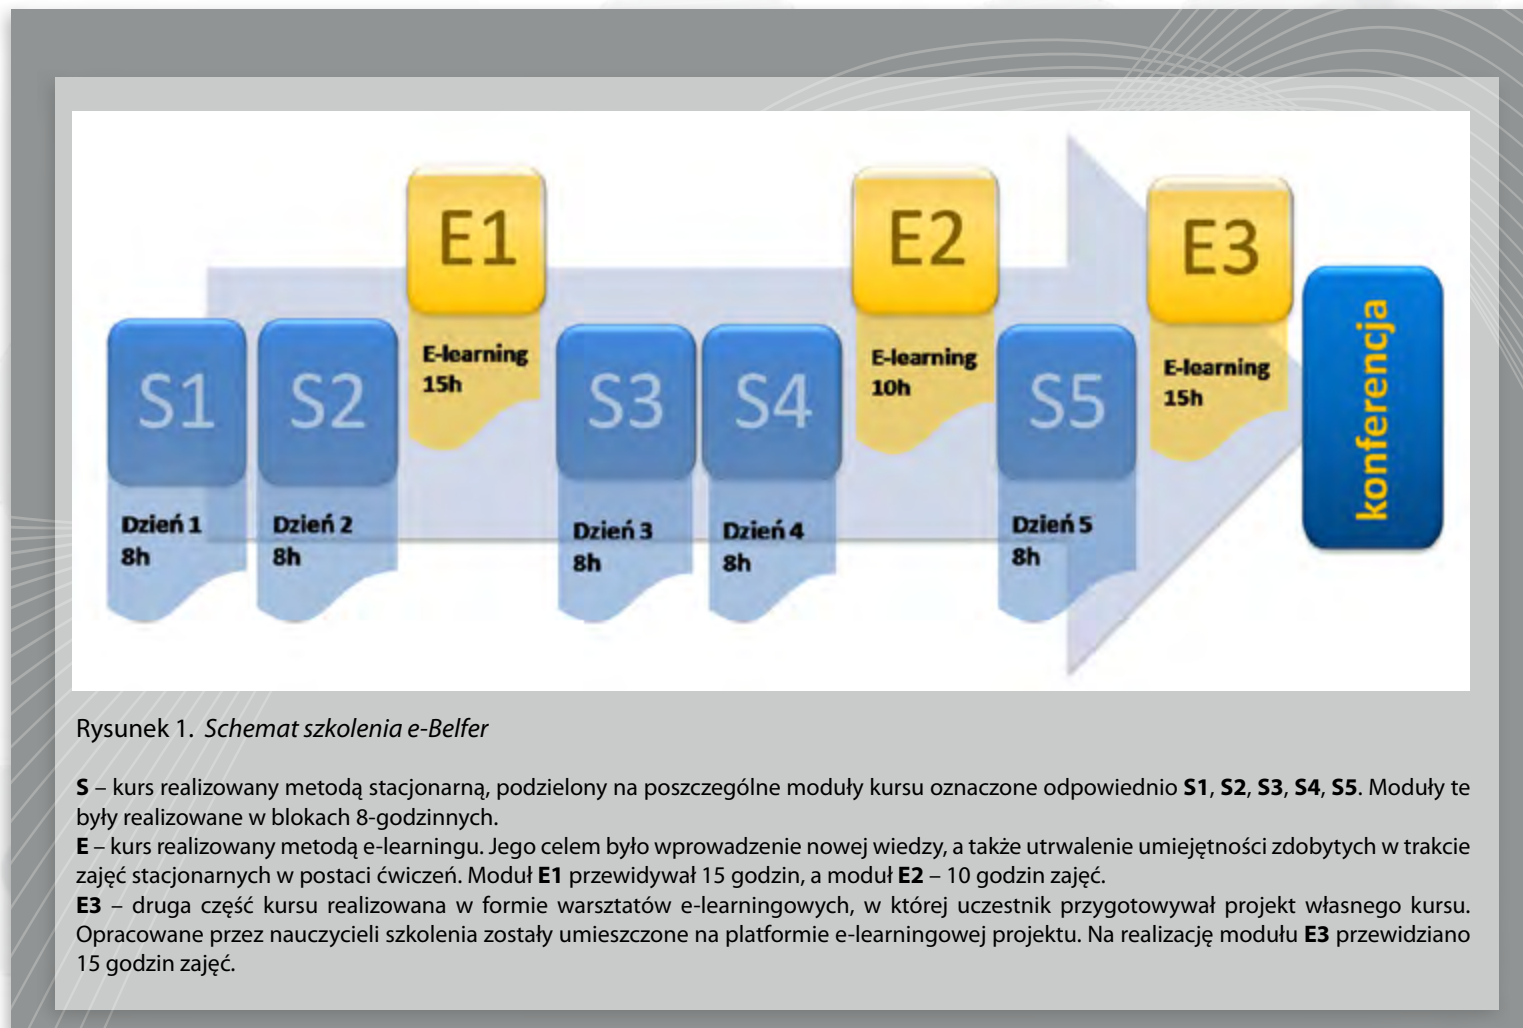 E1
E2
E3
S1
S2
E-learning
15h
S3
S4
E-learning
10h
S5
E-learning
15h
konferencja
Dzień 1
8h
Dzień 2
8h
Dzień 3
8h
Dzień 4
8h
Dzień 5
8h
Rysunek 1. Schemat szkolenia e-Belfer
S – kurs realizowany metodą stacjonarną, podzielony na poszczególne moduły kursu oznaczone odpowiednio S1, S2, S3, S4, S5. Moduły te
były realizowane w blokach 8-godzinnych.
E – kurs realizowany metodą e-learningu. Jego celem było wprowadzenie nowej wiedzy, a także utrwalenie umiejętności zdobytych w trakcie
zajęć stacjonarnych w postaci ćwiczeń. Moduł E1 przewidywał 15 godzin, a moduł E2 – 10 godzin zajęć.
E3 – druga część kursu realizowana w formie warsztatów e-learningowych, w której uczestnik przygotowywał projekt własnego kursu.
Opracowane przez nauczycieli szkolenia zostały umieszczone na platformie e-learningowej projektu. Na realizację modułu E3 przewidziano
15 godzin zajęć.